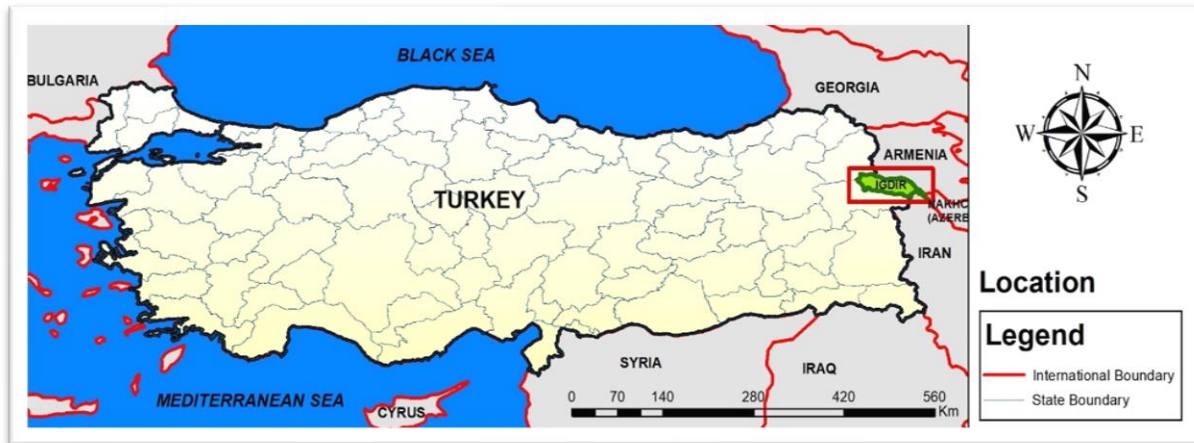 BLACK SEA
BULGARIA
GEORGIA
ARMENIA
IGDIR
NAKHC
(AZERB
TURKEY
IRAN
SYRIA
IRAQ
MEDITERRANEAN SEA
CYRUS
0 70 140 280 420 560
Km
N
W E
S
Location
Legend
International Boundary
State Boundary